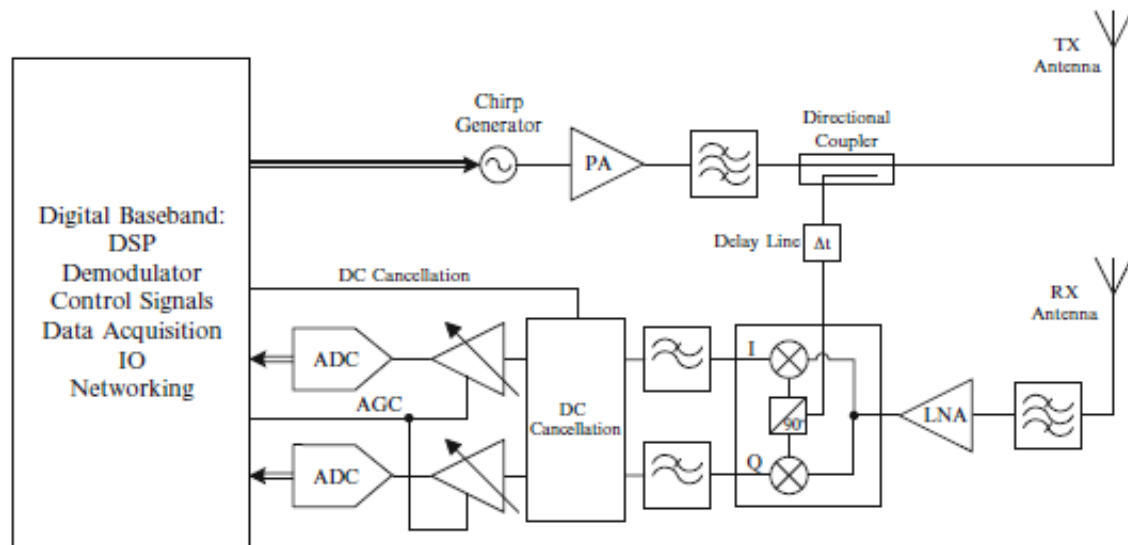 TX
Antenna
Chirp
Generator
Directional
Coupler
PA
Digital Baseband:
DSP
Demodulator
Control Signals
Data Acquisition
IO
Networking
Delay Line
Δt
DC Cancellation
RX
Antenna
ADC
I
AGC
DC
Cancellation
90°
LNA
ADC
Q